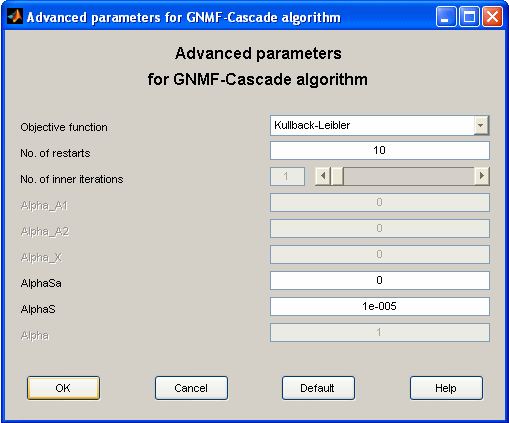 Advanced parameters for GNMF-Cascade algorithm
Advanced parameters
for GNMF-Cascade algorithm
Objective function
Kullback-Leibler
No. of restarts
10
No. of inner iterations
1
Alpha_A1
0
Alpha_A2
0
Alpha_X
0
AlphaSa
0
AlphaS
1e-005
Alpha
1
OK
Cancel
Default
Help